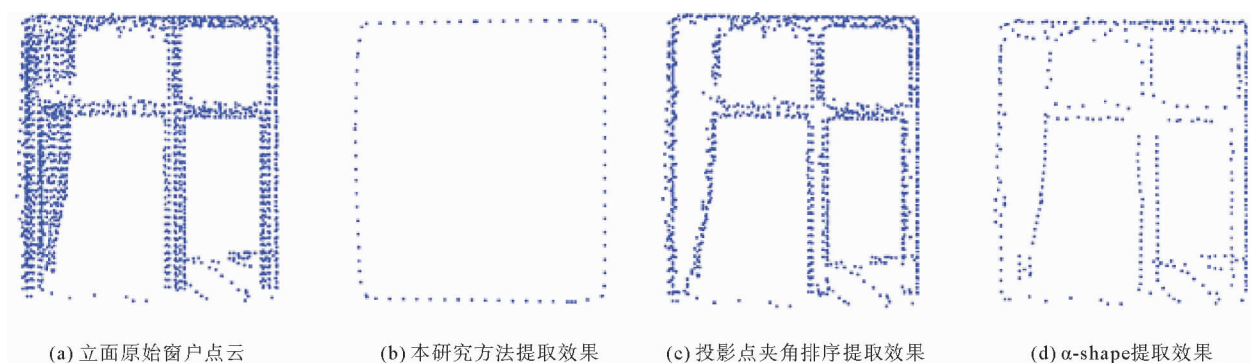 (a) 立面原始窗户点云
(b) 本研究方法提取效果
(c) 投影点夹角排序提取效果
(d) α-shape提取效果